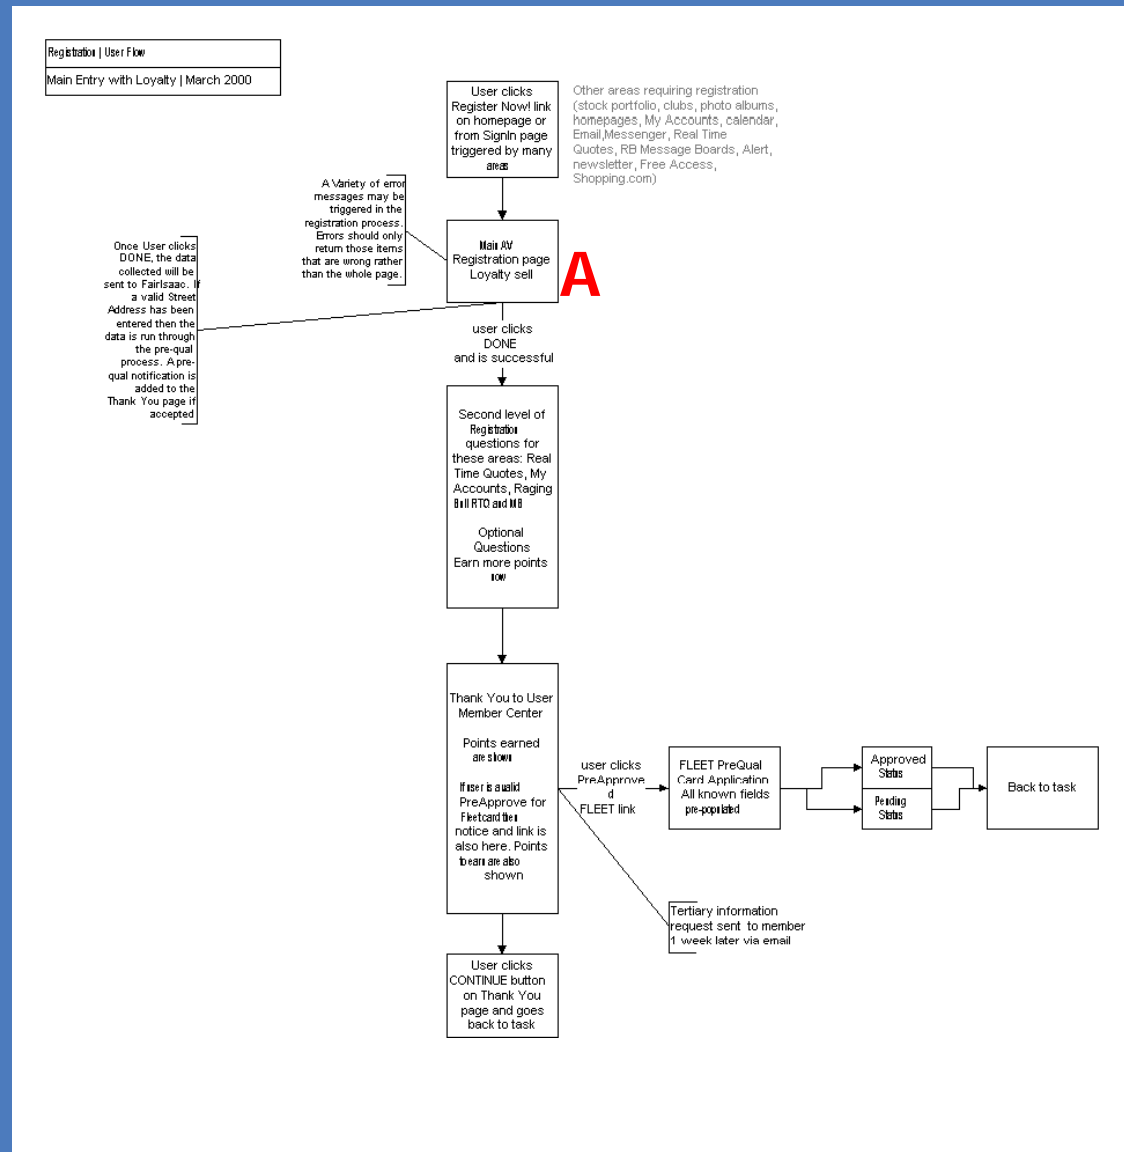 Registration | User Flow
Main Entry with Loyalty | March 2000
User clicks
Register Now! link
on homepage or
from SignIn page
triggered by many
areas
Other areas requiring registration
(stock portfolio, clubs, photo albums,
homepages, My Accounts, calendar,
Email,Messenger, Real Time
Quotes, RB Message Boards, Alert,
newsletter, Free Access,
Shopping.com)
A Variety of error
messages may be
triggered in the
registration process.
Errors should only
return those items
that are wrong rather
than the whole page.
Main AV
Registration page
Loyalty sell
A
Once User clicks
DONE, the data
collected will be
sent to FairIsaac. If
a valid Street
Address has been
entered then the
data is run through
the pre-qual
process. A pre-
qual notification is
added to the
Thank You page if
accepted
user clicks
DONE
and is successful
Second level of
Registration
questions for
these areas: Real
Time Quotes, My
Accounts, Raging
Bull RTQ and MB
Optional
Questions
Earn more points
now
Thank You to User
Member Center
Points earned
are shown
If user is a valid
PreApprove for
Fleet card then
notice and link is
also here. Points
to earn are also
shown
user clicks
PreApprove
d
FLEET link
FLEET PreQual
Card Application
All known fields
pre-populated
Approved
Status
Pending
Status
Back to task
Tertiary information
request sent to member
1 week later via email
User clicks
CONTINUE button
on Thank You
page and goes
back to task